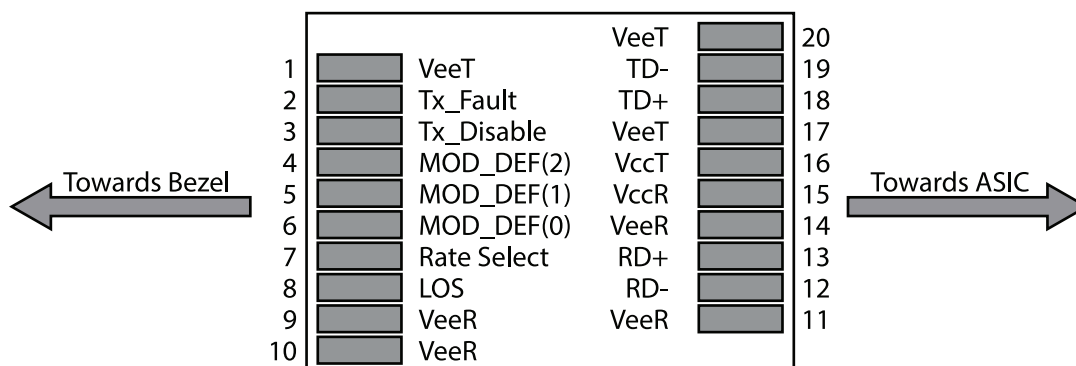 VeeT 20
1 VeeT TD- 19
2 Tx_Fault TD+ 18
3 Tx_Disable VeeT 17
4 MOD_DEF(2) VccT 16
Towards Bezel 5 MOD_DEF(1) VccR 15 Towards ASIC
6 MOD_DEF(0) VeeR 14
7 Rate Select RD+ 13
8 LOS RD- 12
9 VeeR VeeR 11
10 VeeR